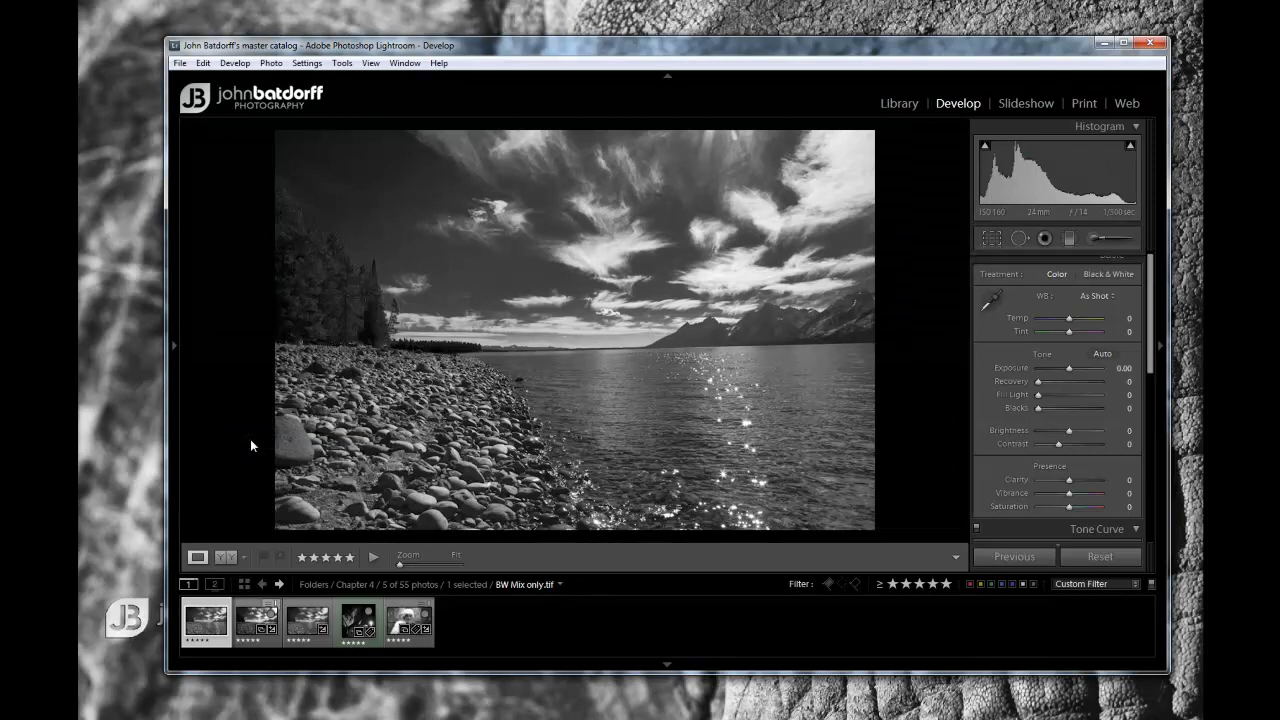 John Batdorff's master catalog - Adobe Photoshop Lightroom - Develop
File Edit Develop Photo Settings Tools View Window Help
JB johnbatdorff
PHOTOGRAPHY
Library | Develop | Slideshow | Print | Web
Histogram
ISO 160 24 mm ƒ / 14 1/500 sec
Treatment : Color Black & White
WB : As Shot
Temp 0
Tint 0
Tone Auto
Exposure 0.00
Recovery 0
Fill Light 0
Blacks 0
Brightness 0
Contrast 0
Presence
Clarity 0
Vibrance 0
Saturation 0
Tone Curve
Previous Reset
Zoom Fit
1 2 Folders / Chapter 4 / 5 of 55 photos / 1 selected / BW Mix only.tif
Filter : ≥ ★★★★★ Custom Filter
JB